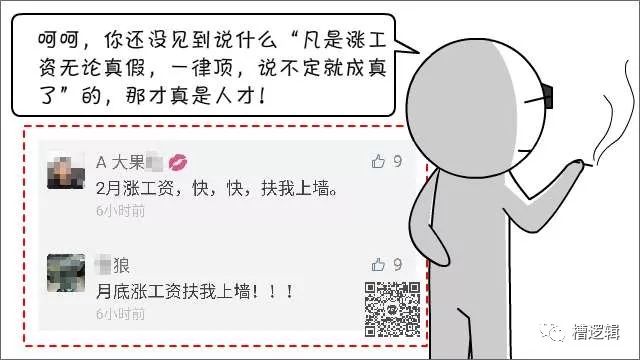 呵呵，你还没见到说什么“凡是涨工
资无论真假，一律顶，说不定就成真
了”的，那才真是人才！
A 大果
9
2月涨工资，快，快，扶我上墙。
6小时前
狼
9
月底涨工资扶我上墙！！！
6小时前
槽逻辑